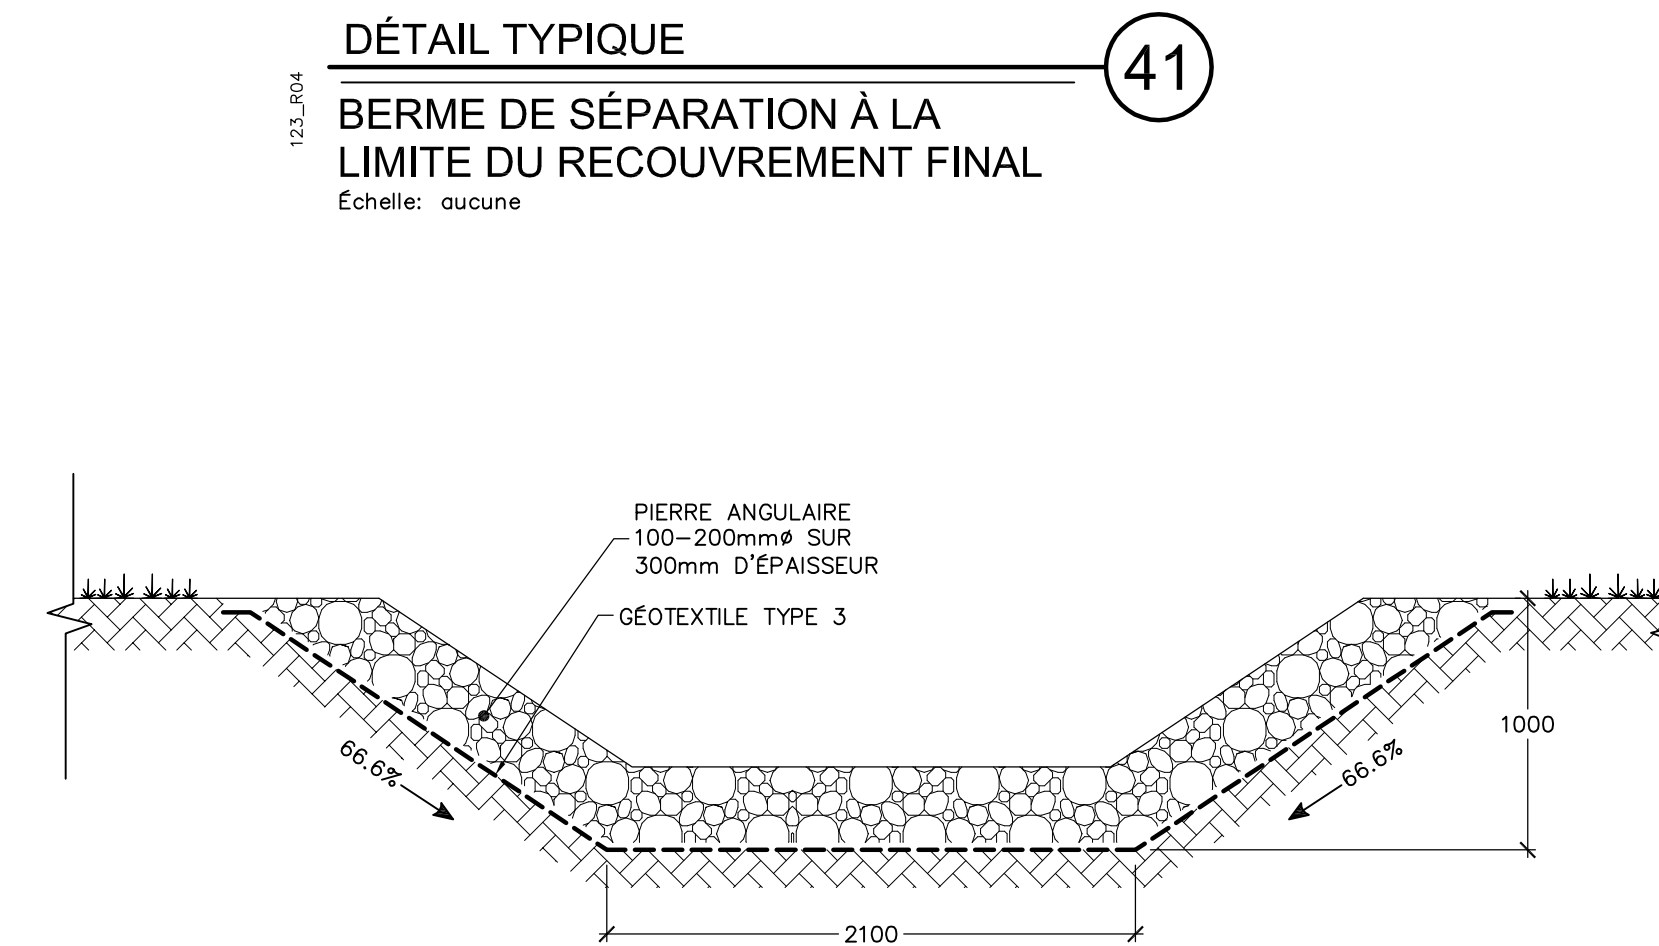 DÉTAIL TYPIQUE
41
123_R04
BERME DE SÉPARATION À LA
LIMITE DU RECOUVREMENT FINAL
Échelle: aucune
PIERRE ANGULAIRE
100-200mmø SUR
300mm D'ÉPAISSEUR
GÉOTEXTILE TYPE 3
66.6%
66.6%
1000
2100